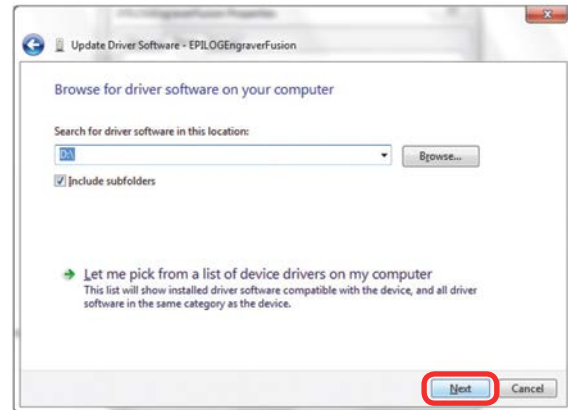 EPILOGEngraverFusion Properties
Update Driver Software - EPILOGEngraverFusion
Browse for driver software on your computer
Search for driver software in this location:
D:\
Browse...
Include subfolders
Let me pick from a list of device drivers on my computer
This list will show installed driver software compatible with the device, and all driver
software in the same category as the device.
Next
Cancel